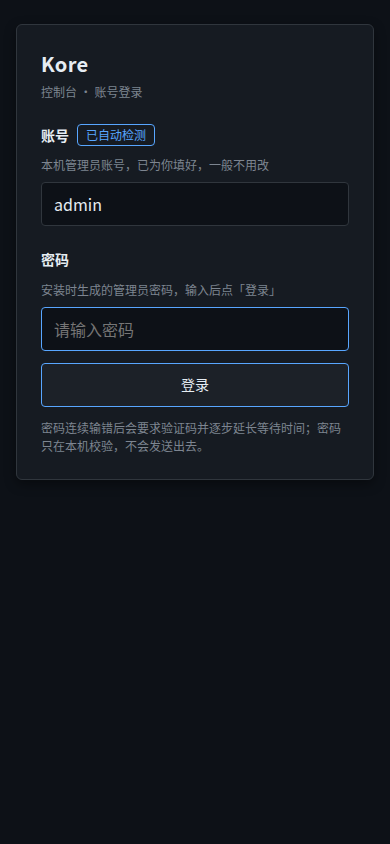 Kore
控制台 · 账号登录
账号 已自动检测
本机管理员账号，已为你填好，一般不用改
admin
密码
安装时生成的管理员密码，输入后点「登录」
请输入密码
登录
密码连续输错后会要求验证码并逐步延长等待时间；密码
只在本机校验，不会发送出去。